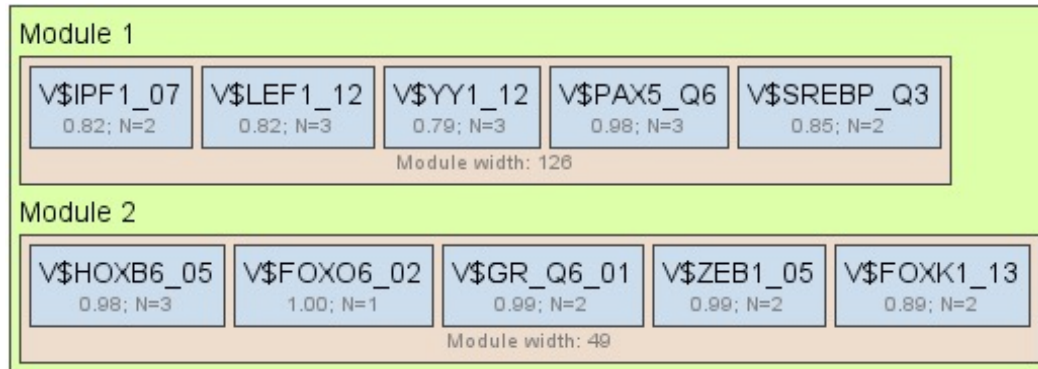 Module 1
V$IPF1_07 V$LEF1_12 V$YY1_12 V$PAX5_Q6 V$SREBP_Q3
0.82; N=2 0.82; N=3 0.79; N=3 0.98; N=3 0.85; N=2
Module width: 126
Module 2
V$HOXB6_05 V$FOXO6_02 V$GR_Q6_01 V$ZEB1_05 V$FOXK1_13
0.98; N=3 1.00; N=1 0.99; N=2 0.99; N=2 0.89; N=2
Module width: 49